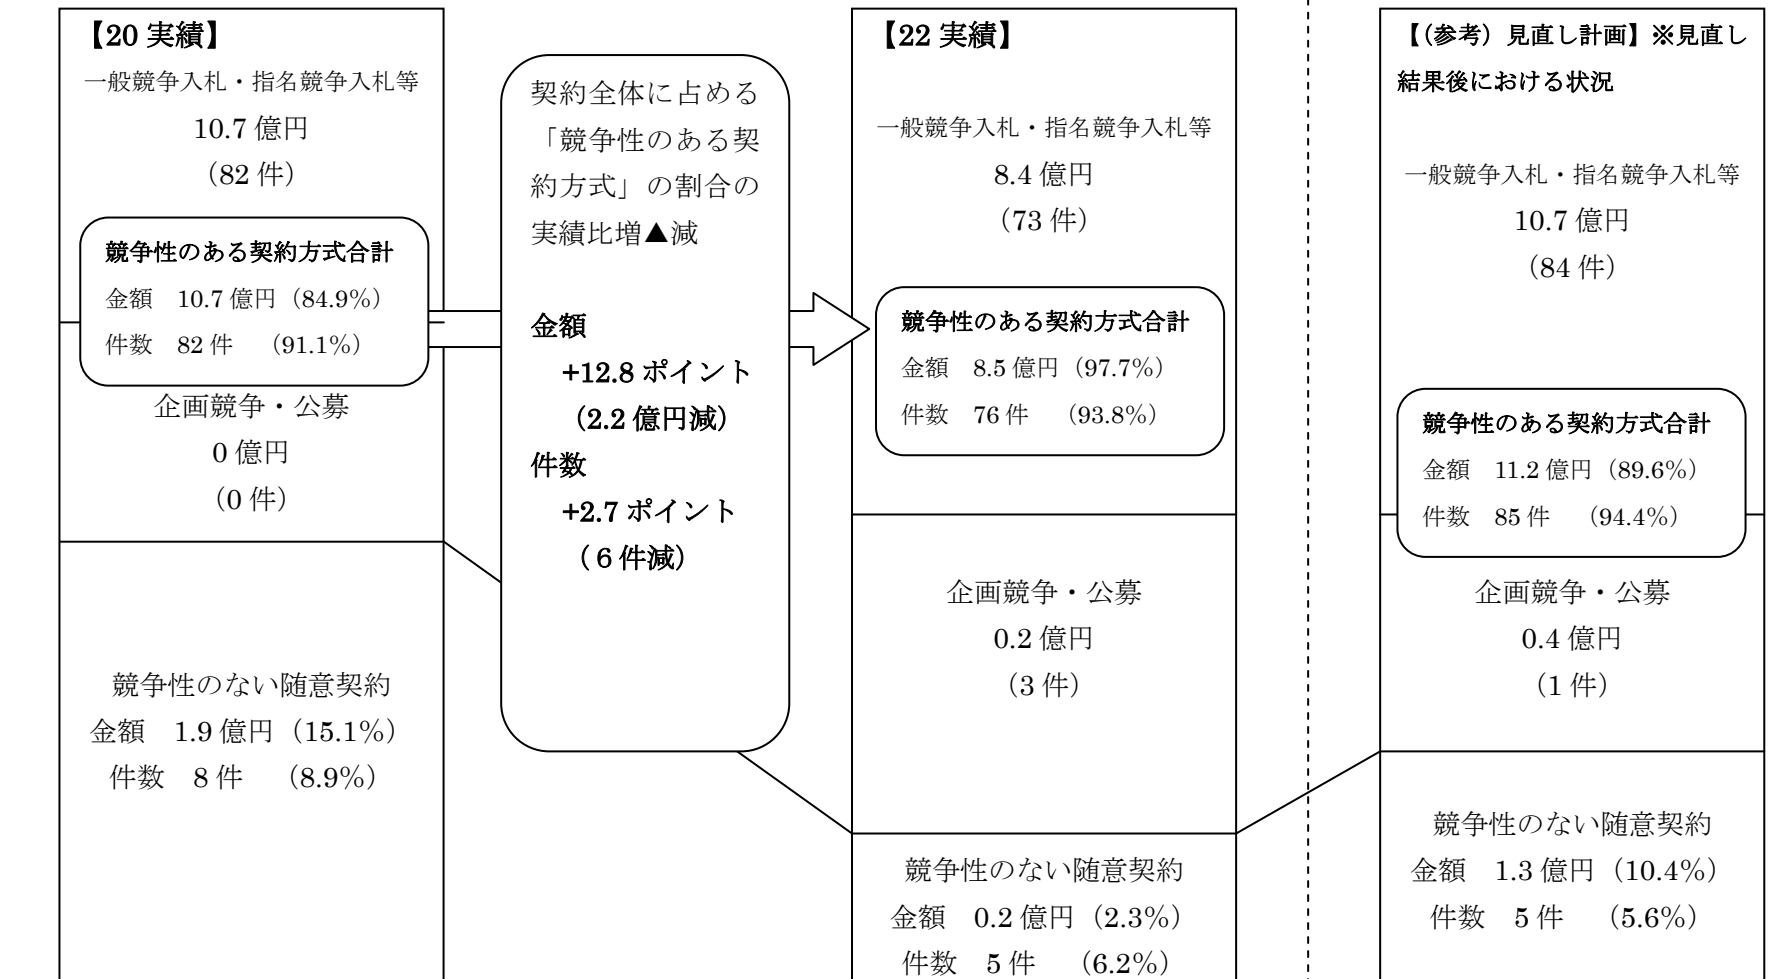 【20 実績】
一般競争入札・指名競争入札等
10.7 億円
（82 件）
競争性のある契約方式合計
金額　10.7 億円（84.9%）
件数　82 件　（91.1%）
企画競争・公募
0 億円
（0 件）
競争性のない随意契約
金額　1.9 億円（15.1%）
件数　8 件　（8.9%）
契約全体に占める
「競争性のある契
約方式」の割合の
実績比増▲減
金額
+12.8 ポイント
（2.2 億円減）
件数
+2.7 ポイント
（６件減）
【22 実績】
一般競争入札・指名競争入札等
8.4 億円
（73 件）
競争性のある契約方式合計
金額　8.5 億円（97.7%）
件数　76 件　（93.8%）
企画競争・公募
0.2 億円
（3 件）
競争性のない随意契約
金額　0.2 億円（2.3%）
件数　5 件　（6.2%）
【（参考）見直し計画】※見直し
結果後における状況
一般競争入札・指名競争入札等
10.7 億円
（84 件）
競争性のある契約方式合計
金額　11.2 億円（89.6%）
件数　85 件　（94.4%）
企画競争・公募
0.4 億円
（1 件）
競争性のない随意契約
金額　1.3 億円（10.4%）
件数　5 件　（5.6%）